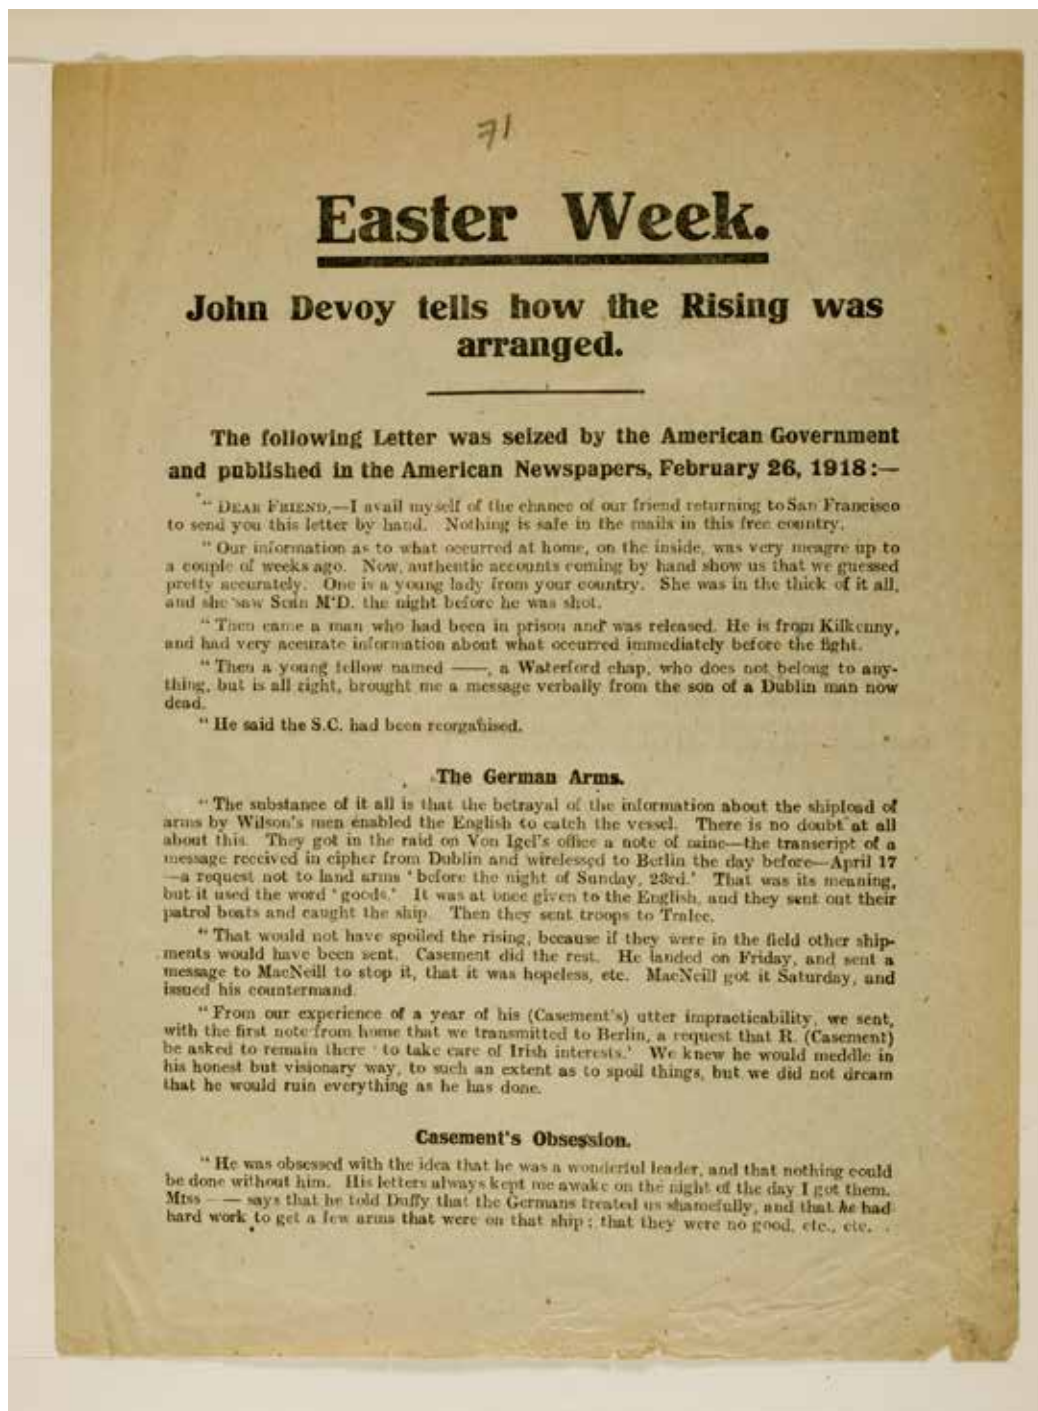 71
Easter Week.
John Devoy tells how the Rising was
arranged.
The following Letter was seized by the American Government
and published in the American Newspapers, February 26, 1918:—
" DEAR FRIEND,—I avail myself of the chance of our friend returning to San Francisco
to send you this letter by hand. Nothing is safe in the mails in this free country.
" Our information as to what occurred at home, on the inside, was very meagre up to
a couple of weeks ago. Now, authentic accounts coming by hand show us that we guessed
pretty accurately. One is a young lady from your country. She was in the thick of it all,
and she saw Seán M'D. the night before he was shot.
" Then came a man who had been in prison and was released. He is from Kilkenny,
and had very accurate information about what occurred immediately before the fight.
" Then a young fellow named ——, a Waterford chap, who does not belong to any-
thing, but is all right, brought me a message verbally from the son of a Dublin man now
dead.
" He said the S.C. had been reorganised.
The German Arms.
" The substance of it all is that the betrayal of the information about the shipload of
arms by Wilson's men enabled the English to catch the vessel. There is no doubt at all
about this. They got in the raid on Von Igel's office a note of mine—the transcript of a
message received in cipher from Dublin and wirelessed to Berlin the day before—April 17
—a request not to land arms ' before the night of Sunday, 23rd.' That was its meaning,
but it used the word ' goods.' It was at once given to the English, and they sent out their
patrol boats and caught the ship. Then they sent troops to Tralee.
" That would not have spoiled the rising, because if they were in the field other ship-
ments would have been sent. Casement did the rest. He landed on Friday, and sent a
message to MacNeill to stop it, that it was hopeless, etc. MacNeill got it Saturday, and
issued his countermand.
" From our experience of a year of his (Casement's) utter impracticability, we sent,
with the first note from home that we transmitted to Berlin, a request that R. (Casement)
be asked to remain there ' to take care of Irish interests.' We knew he would meddle in
his honest but visionary way, to such an extent as to spoil things, but we did not dream
that he would ruin everything as he has done.
Casement's Obsession.
" He was obsessed with the idea that he was a wonderful leader, and that nothing could
be done without him. His letters always kept me awake on the night of the day I got them.
Miss —— says that he told Duffy that the Germans treated us shamefully, and that he had
hard work to get a few arms that were on that ship; that they were no good, etc., etc.